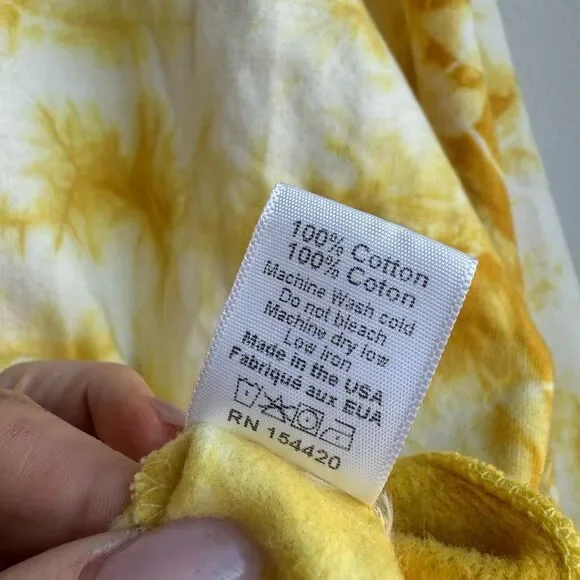 100% Cotton
100% Coton
Machine Wash cold
Do not bleach
Machine dry low
Low iron
Made in the USA
Fabriqué aux EUA
RN 154420